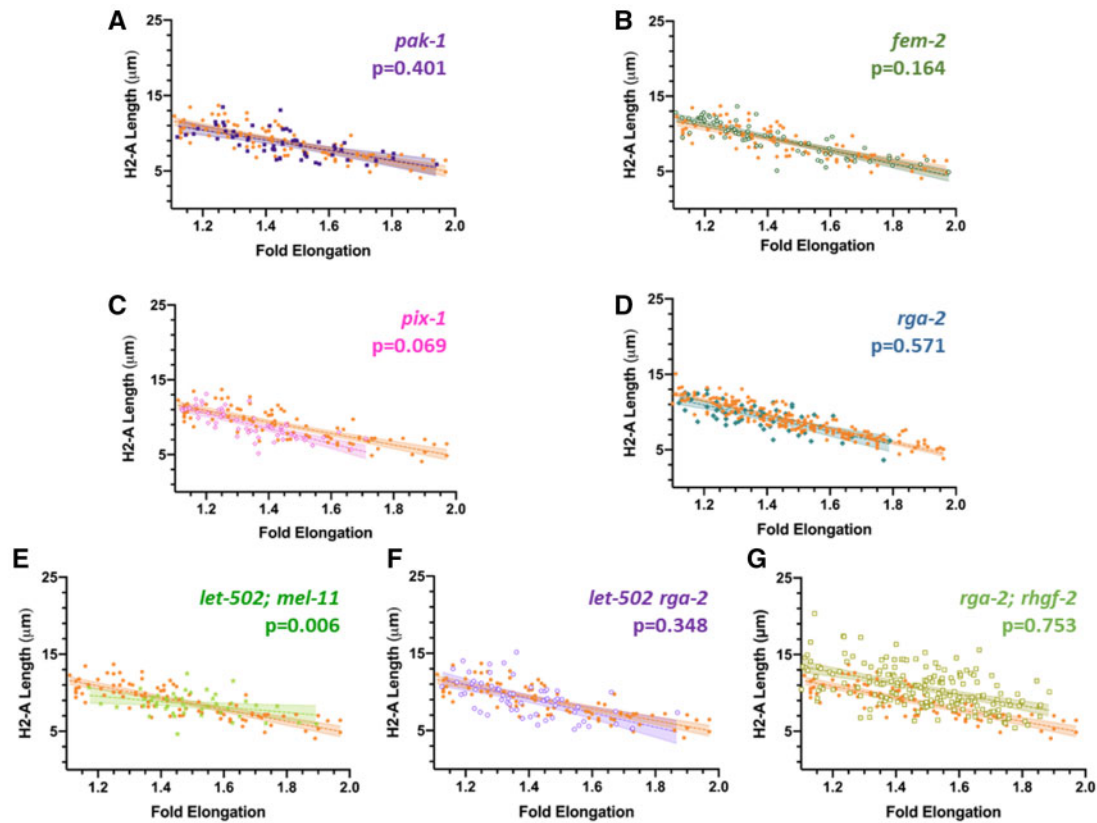 A
25
15
5
H2-A Length (μm)
pak-1
p=0.401
1.2 1.4 1.6 1.8 2.0
Fold Elongation
B
25
15
5
H2-A Length (μm)
fem-2
p=0.164
1.2 1.4 1.6 1.8 2.0
Fold Elongation
C
25
15
5
H2-A Length (μm)
pix-1
p=0.069
1.2 1.4 1.6 1.8 2.0
Fold Elongation
D
25
15
5
H2-A Length (μm)
rga-2
p=0.571
1.2 1.4 1.6 1.8 2.0
Fold Elongation
E
25
15
5
H2-A Length (μm)
let-502; mel-11
p=0.006
1.2 1.4 1.6 1.8 2.0
Fold Elongation
F
25
15
5
H2-A Length (μm)
let-502 rga-2
p=0.348
1.2 1.4 1.6 1.8 2.0
Fold Elongation
G
25
15
5
H2-A Length (μm)
rga-2; rhgf-2
p=0.753
1.2 1.4 1.6 1.8 2.0
Fold Elongation